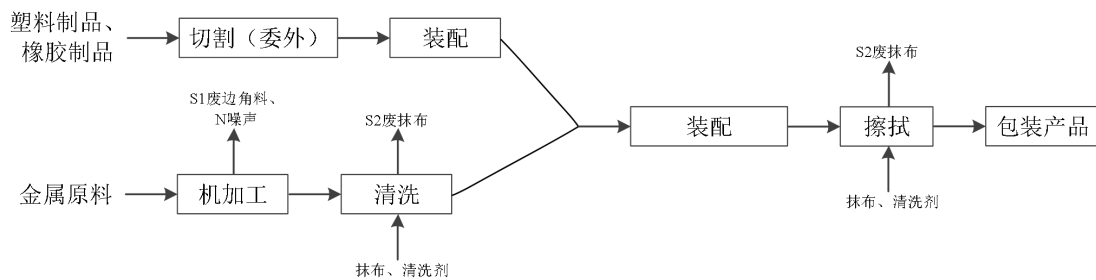 塑料制品、
橡胶制品
切割（委外）
装配
S2废抹布
S1废边角料、
N噪声
S2废抹布
装配
擦拭
包装产品
金属原料
机加工
清洗
抹布、清洗剂
抹布、清洗剂